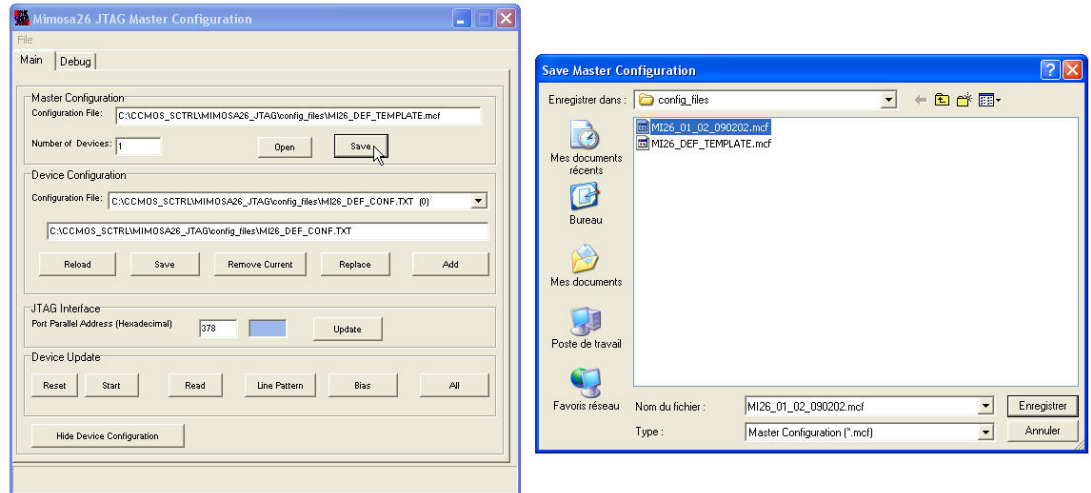 Mimosa26 JTAG Master Configuration
File
Main Debug
Master Configuration
Configuration File: C:\CCMOS_SCTRL\MIMOSA26_JTAG\config_files\MI26_DEF_TEMPLATE.mcf
Number of Devices: 1 Open Save
Device Configuration
Configuration File: C:\CCMOS_SCTRL\MIMOSA26_JTAG\config_files\MI26_DEF_CONF.TXT (0)
C:\CCMOS_SCTRL\MIMOSA26_JTAG\config_files\MI26_DEF_CONF.TXT
Reload Save Remove Current Replace Add
JTAG Interface
Port Parallel Address (Hexadecimal) 378 Update
Device Update
Reset Start Read Line Pattern Bias All
Hide Device Configuration
Save Master Configuration
Enregistrer dans : config_files
MI26_01_02_090202.mcf
MI26_DEF_TEMPLATE.mcf
Mes documents
récents
Bureau
Mes documents
Poste de travail
Favoris réseau
Nom du fichier : MI26_01_02_090202.mcf Enregistrer
Type : Master Configuration (*.mcf) Annuler